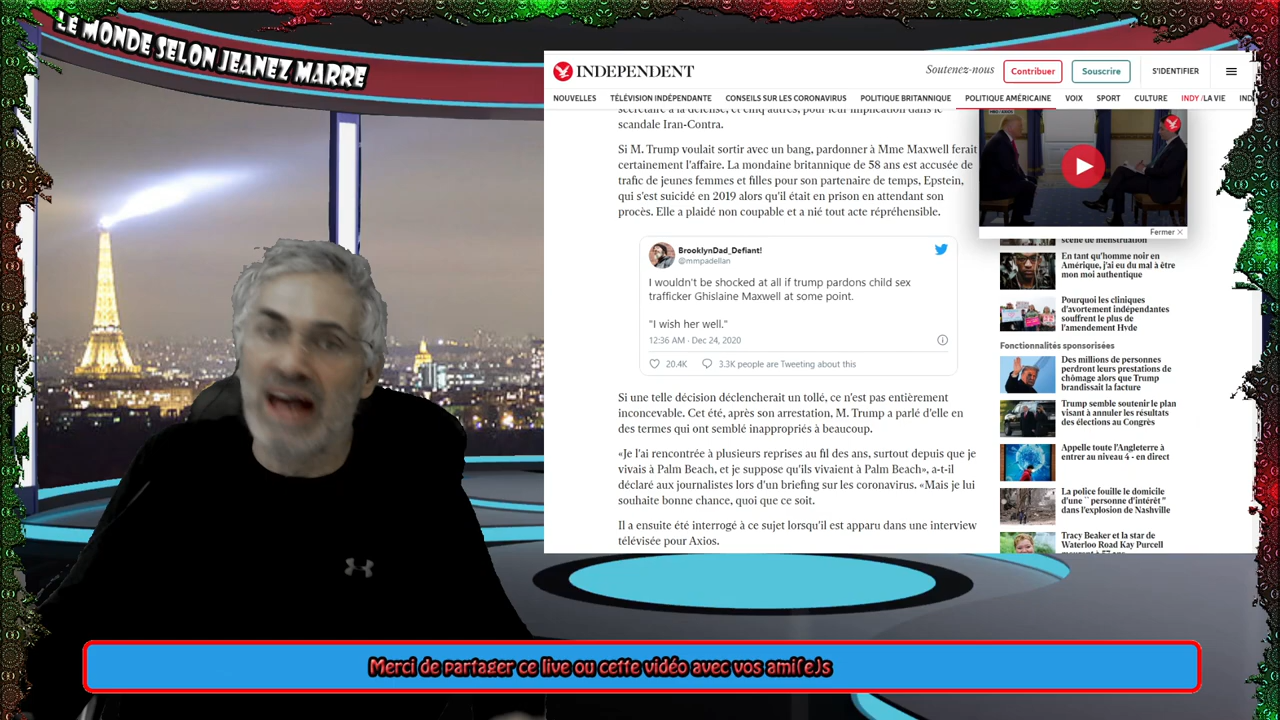 LE MONDE SELON JEANEZ MARRE
INDEPENDENT
Soutenez-nous
Contribuer
Souscrire
S'IDENTIFIER
NOUVELLES
TÉLÉVISION INDÉPENDANTE
CONSEILS SUR LES CORONAVIRUS
POLITIQUE BRITANNIQUE
POLITIQUE AMÉRICAINE
VOIX
SPORT
CULTURE
INDY /LA VIE
secrétaire à la défense, et cinq autres, pour leur implication dans le
scandale Iran-Contra.
Si M. Trump voulait sortir avec un bang, pardonner à Mme Maxwell ferait
certainement l'affaire. La mondaine britannique de 58 ans est accusée de
trafic de jeunes femmes et filles pour son partenaire de temps, Epstein,
qui s'est suicidé en 2019 alors qu'il était en prison en attendant son
procès. Elle a plaidé non coupable et a nié tout acte répréhensible.
BrooklynDad_Defiant!
@mmpadellan
I wouldn't be shocked at all if trump pardons child sex
trafficker Ghislaine Maxwell at some point.
"I wish her well."
12:36 AM · Dec 24, 2020
20.4K
3.3K people are Tweeting about this
Si une telle décision déclencherait un tollé, ce n'est pas entièrement
inconcevable. Cet été, après son arrestation, M. Trump a parlé d'elle en
des termes qui ont semblé inappropriés à beaucoup.
«Je l'ai rencontrée à plusieurs reprises au fil des ans, surtout depuis que je
vivais à Palm Beach, et je suppose qu'ils vivaient à Palm Beach», a-t-il
déclaré aux journalistes lors d'un briefing sur les coronavirus. «Mais je lui
souhaite bonne chance, quoi que ce soit.
Il a ensuite été interrogé à ce sujet lorsqu'il est apparu dans une interview
télévisée pour Axios.
Fermer ×
scène de menstruation
En tant qu'homme noir en
Amérique, j'ai eu du mal à être
mon moi authentique
Pourquoi les cliniques
d'avortement indépendantes
souffrent le plus de
l'amendement Hyde
Fonctionnalités sponsorisées
Des millions de personnes
perdront leurs prestations de
chômage alors que Trump
brandissait la facture
Trump semble soutenir le plan
visant à annuler les résultats
des élections au Congrès
Appelle toute l'Angleterre à
entrer au niveau 4 - en direct
La police fouille le domicile
d'une ``personne d'intérêt ''
dans l'explosion de Nashville
Tracy Beaker et la star de
Waterloo Road Kay Purcell
Merci de partager ce live ou cette vidéo avec vos ami(e)s